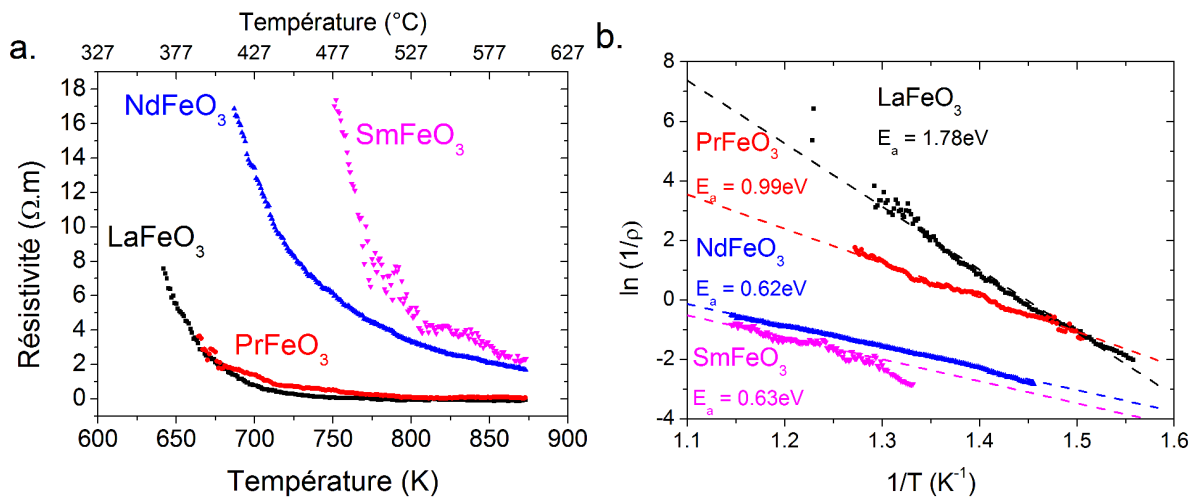 a.
Température (°C)
327 377 427 477 527 577 627
18
16
14
12
10
8
6
4
2
0
Résistivité (Ω.m)
NdFeO3
SmFeO3
LaFeO3
PrFeO3
600 650 700 750 800 850 900
Température (K)
b.
8
6
4
2
0
-2
-4
ln (1/ρ)
LaFeO3
Ea = 1.78eV
PrFeO3
Ea = 0.99eV
NdFeO3
Ea = 0.62eV
SmFeO3
Ea = 0.63eV
1.1 1.2 1.3 1.4 1.5 1.6
1/T (K-1)